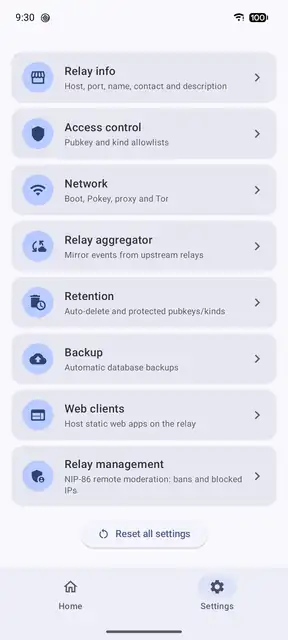 9:30
100
Relay info
Host, port, name, contact and description
Access control
Pubkey and kind allowlists
Network
Boot, Pokey, proxy and Tor
Relay aggregator
Mirror events from upstream relays
Retention
Auto-delete and protected pubkeys/kinds
Backup
Automatic database backups
Web clients
Host static web apps on the relay
Relay management
NIP-86 remote moderation: bans and blocked
IPs
Reset all settings
Home
Settings